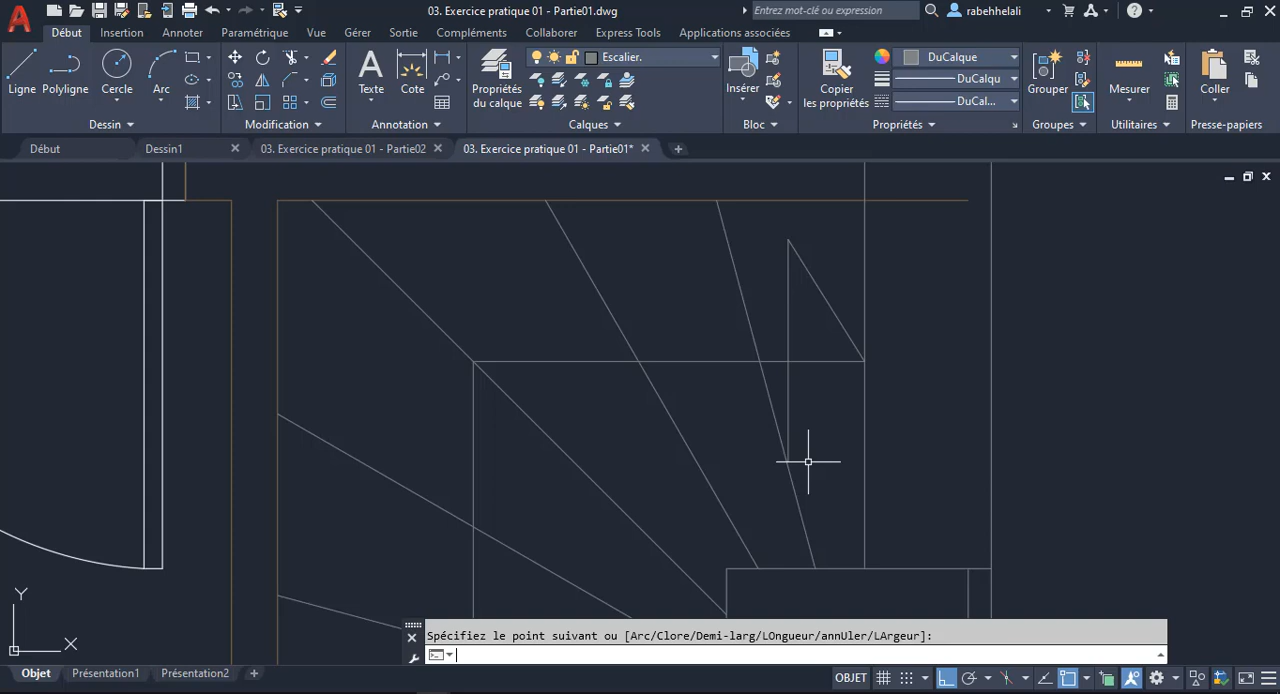 03. Exercice pratique 01 - Partie01.dwg
Entrez mot-clé ou expression
rabehhelali
Début Insertion Annoter Paramétrique Vue Gérer Sortie Compléments Collaborer Express Tools Applications associées
Ligne Polyligne Cercle Arc
Dessin
Modification
Texte Cote
Annotation
Propriétés
du calque
Escalier.
Calques
Insérer
Bloc
Copier
les propriétés
DuCalque
DuCalqu
DuCal...
Propriétés
Grouper
Groupes
Mesurer
Utilitaires
Coller
Presse-papiers
Début Dessin1 03. Exercice pratique 01 - Partie02 03. Exercice pratique 01 - Partie01*
Y
X
Spécifiez le point suivant ou [Arc/Clore/Demi-larg/LOngueur/annUler/LArgeur]:
Objet Présentation1 Présentation2
OBJET